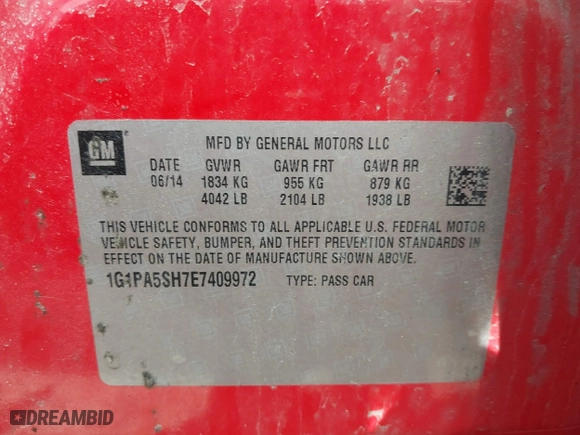 GM
MFD BY GENERAL MOTORS LLC
DATE GVWR GAWR FRT GAWR RR
06/14 1834 KG 955 KG 879 KG
4042 LB 2104 LB 1938 LB
THIS VEHICLE CONFORMS TO ALL APPLICABLE U.S. FEDERAL MOTOR
VEHICLE SAFETY, BUMPER, AND THEFT PREVENTION STANDARDS IN
EFFECT ON THE DATE OF MANUFACTURE SHOWN ABOVE.
1G1PA5SH7E7409972 TYPE: PASS CAR
DREAMBID